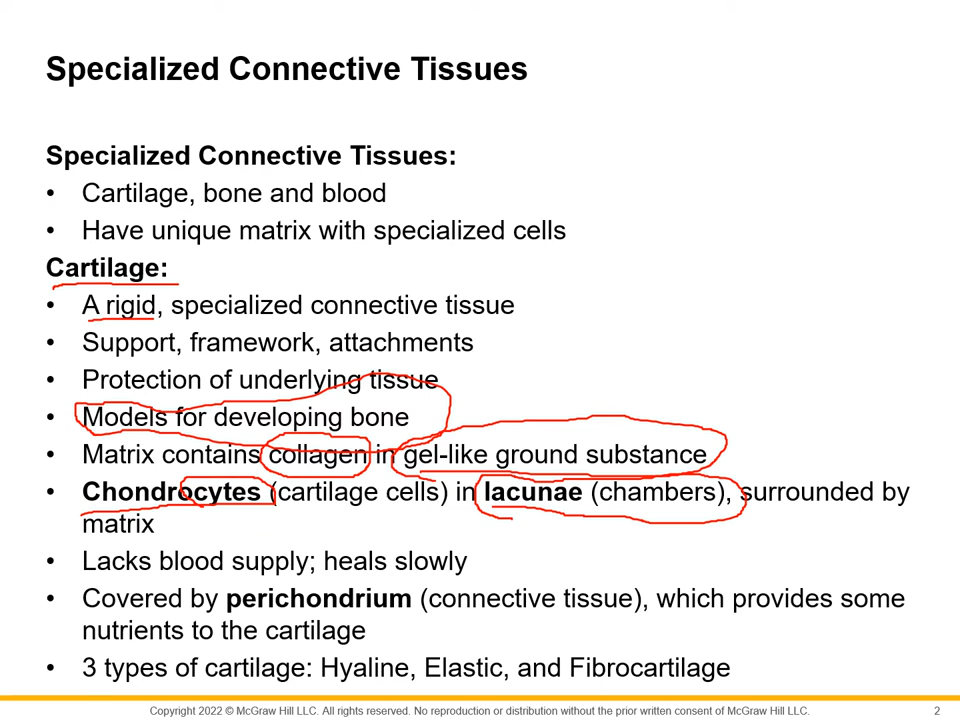 Specialized Connective Tissues
Specialized Connective Tissues:
• Cartilage, bone and blood
• Have unique matrix with specialized cells
Cartilage:
• A rigid, specialized connective tissue
• Support, framework, attachments
• Protection of underlying tissue
• Models for developing bone
• Matrix contains collagen in gel-like ground substance
• Chondrocytes (cartilage cells) in lacunae (chambers), surrounded by
matrix
• Lacks blood supply; heals slowly
• Covered by perichondrium (connective tissue), which provides some
nutrients to the cartilage
• 3 types of cartilage: Hyaline, Elastic, and Fibrocartilage
Copyright 2022 © McGraw Hill LLC. All rights reserved. No reproduction or distribution without the prior written consent of McGraw Hill LLC. 2